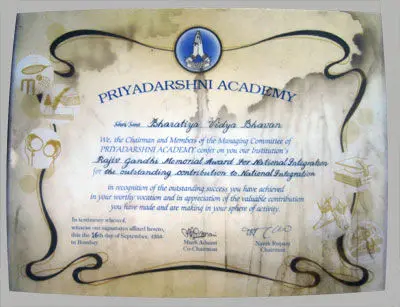 PRIYADARSHNI ACADEMY
Shri/Smt Bharatiya Vidya Bhavan
We, the Chairman and Members of the Managing Committee of
PRIYADARSHNI ACADEMY confer on you our Institution's
Rajiv Gandhi Memorial Award For National Integration
for the outstanding contribution to National Integration
in recognition of the outstanding success you have achieved
in your worthy vocation and in appreciation of the valuable contribution
you have made and are making in your sphere of activity.
In testimony whereof,
witness our signatures affixed hereto,
this the 16th day of September,
in Bombay
Mark
Co-Chairman
Nanik Rupani
Chairman